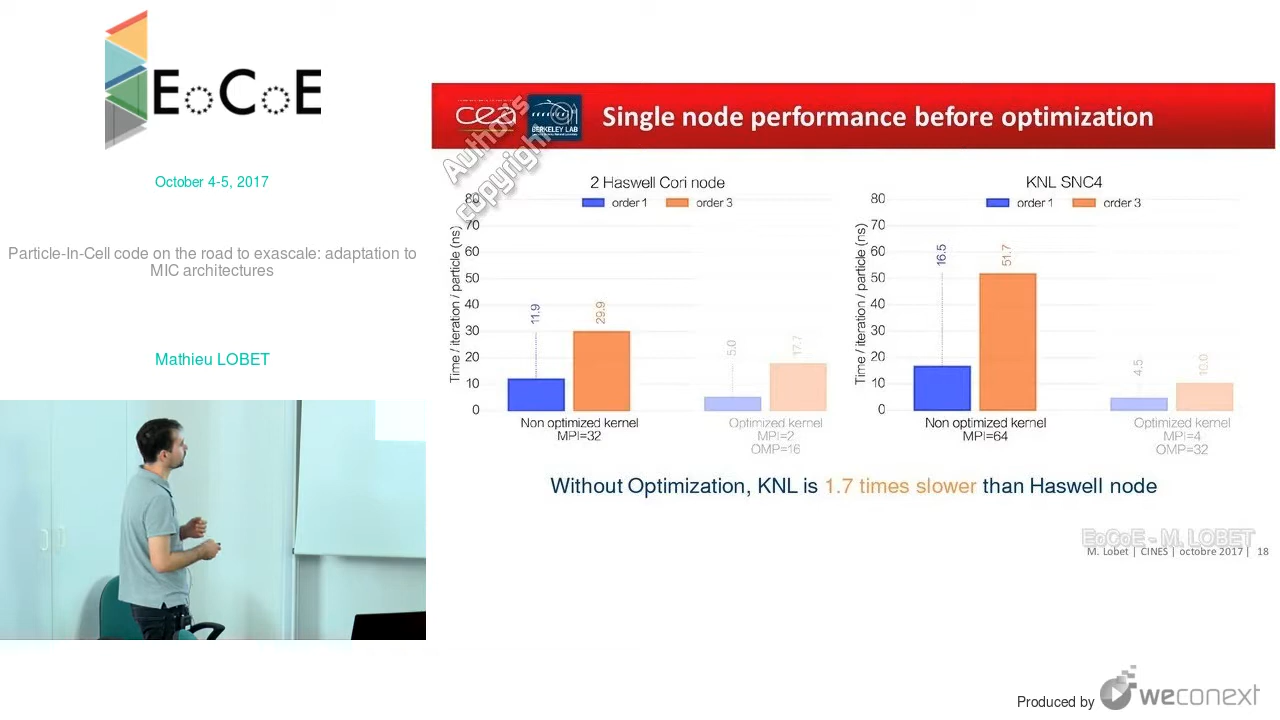 EoCoE
October 4-5, 2017
Particle-In-Cell code on the road to exascale: adaptation to
MIC architectures
Mathieu LOBET
cea
BERKELEY LAB
Single node performance before optimization
Author's
copyright
2 Haswell Cori node
order 1
order 3
Time / iteration / particle (ns)
80
70
60
50
40
30
20
10
0
11.9
29.9
5.0
17.7
Non optimized kernel
MPI=32
Optimized kernel
MPI=2
OMP=16
KNL SNC4
order 1
order 3
Time / iteration / particle (ns)
80
70
60
50
40
30
20
10
0
16.5
51.7
4.5
10.0
Non optimized kernel
MPI=64
Optimized kernel
MPI=4
OMP=32
Without Optimization, KNL is 1.7 times slower than Haswell node
EoCoE - M. LOBET
M. Lobet | CINES | octobre 2017 | 18
Produced by
weconext